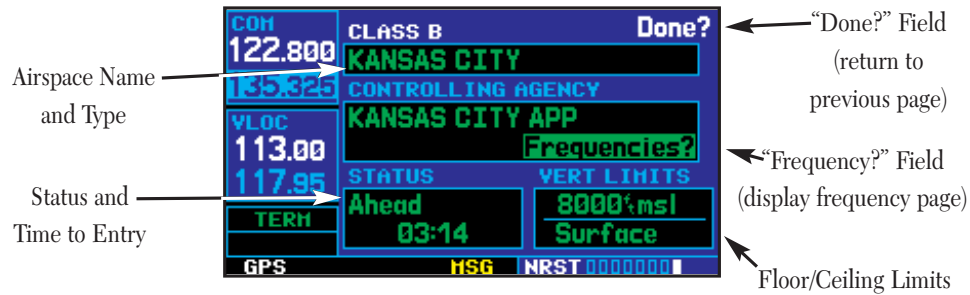 COM
122.800
135.325
VLOC
113.00
117.95
TERM
GPS
CLASS B
Done?
KANSAS CITY
CONTROLLING AGENCY
KANSAS CITY APP
Frequencies?
STATUS
Ahead
03:14
VERT LIMITS
8000ft msl
Surface
MSG
NRST
Airspace Name
and Type
Status and
Time to Entry
“Done?” Field
(return to
previous page)
“Frequency?” Field
(display frequency page)
Floor/Ceiling Limits